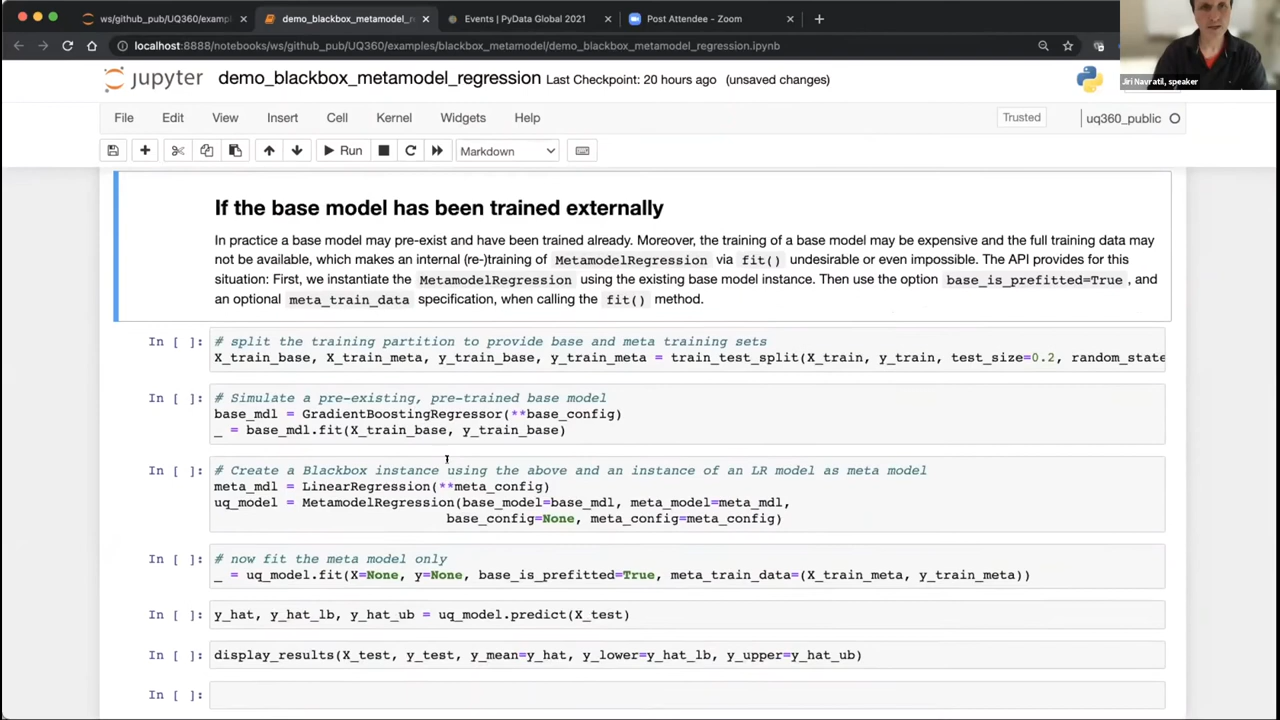 ws/github_pub/UQ360/examp
demo_blackbox_metamodel_r
Events | PyData Global 2021
Post Attendee - Zoom
localhost:8888/notebooks/ws/github_pub/UQ360/examples/blackbox_metamodel/demo_blackbox_metamodel_regression.ipynb
Jiri Navratil, speaker
jupyter demo_blackbox_metamodel_regression Last Checkpoint: 20 hours ago (unsaved changes)
File Edit View Insert Cell Kernel Widgets Help Trusted uq360_public
Run Markdown
If the base model has been trained externally
In practice a base model may pre-exist and have been trained already. Moreover, the training of a base model may be expensive and the full training data may
not be available, which makes an internal (re-)training of MetamodelRegression via fit() undesirable or even impossible. The API provides for this
situation: First, we instantiate the MetamodelRegression using the existing base model instance. Then use the option base_is_prefitted=True , and
an optional meta_train_data specification, when calling the fit() method.
In [ ]: # split the training partition to provide base and meta training sets
X_train_base, X_train_meta, y_train_base, y_train_meta = train_test_split(X_train, y_train, test_size=0.2, random_state
In [ ]: # Simulate a pre-existing, pre-trained base model
base_mdl = GradientBoostingRegressor(**base_config)
_ = base_mdl.fit(X_train_base, y_train_base)
In [ ]: # Create a Blackbox instance using the above and an instance of an LR model as meta model
meta_mdl = LinearRegression(**meta_config)
uq_model = MetamodelRegression(base_model=base_mdl, meta_model=meta_mdl,
base_config=None, meta_config=meta_config)
In [ ]: # now fit the meta model only
_ = uq_model.fit(X=None, y=None, base_is_prefitted=True, meta_train_data=(X_train_meta, y_train_meta))
In [ ]: y_hat, y_hat_lb, y_hat_ub = uq_model.predict(X_test)
In [ ]: display_results(X_test, y_test, y_mean=y_hat, y_lower=y_hat_lb, y_upper=y_hat_ub)
In [ ]: